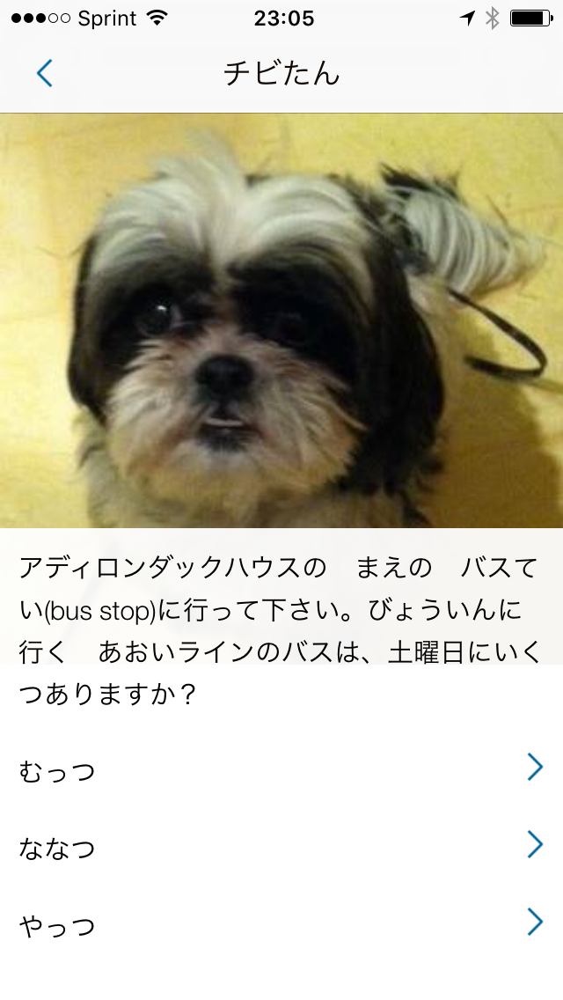 Sprint 23:05
チビたん
アディロンダックハウスの　まえの　バスて
い(bus stop)に行って下さい。びょういんに
行く　あおいラインのバスは、土曜日にいく
つありますか？
むっつ
ななつ
やっつ